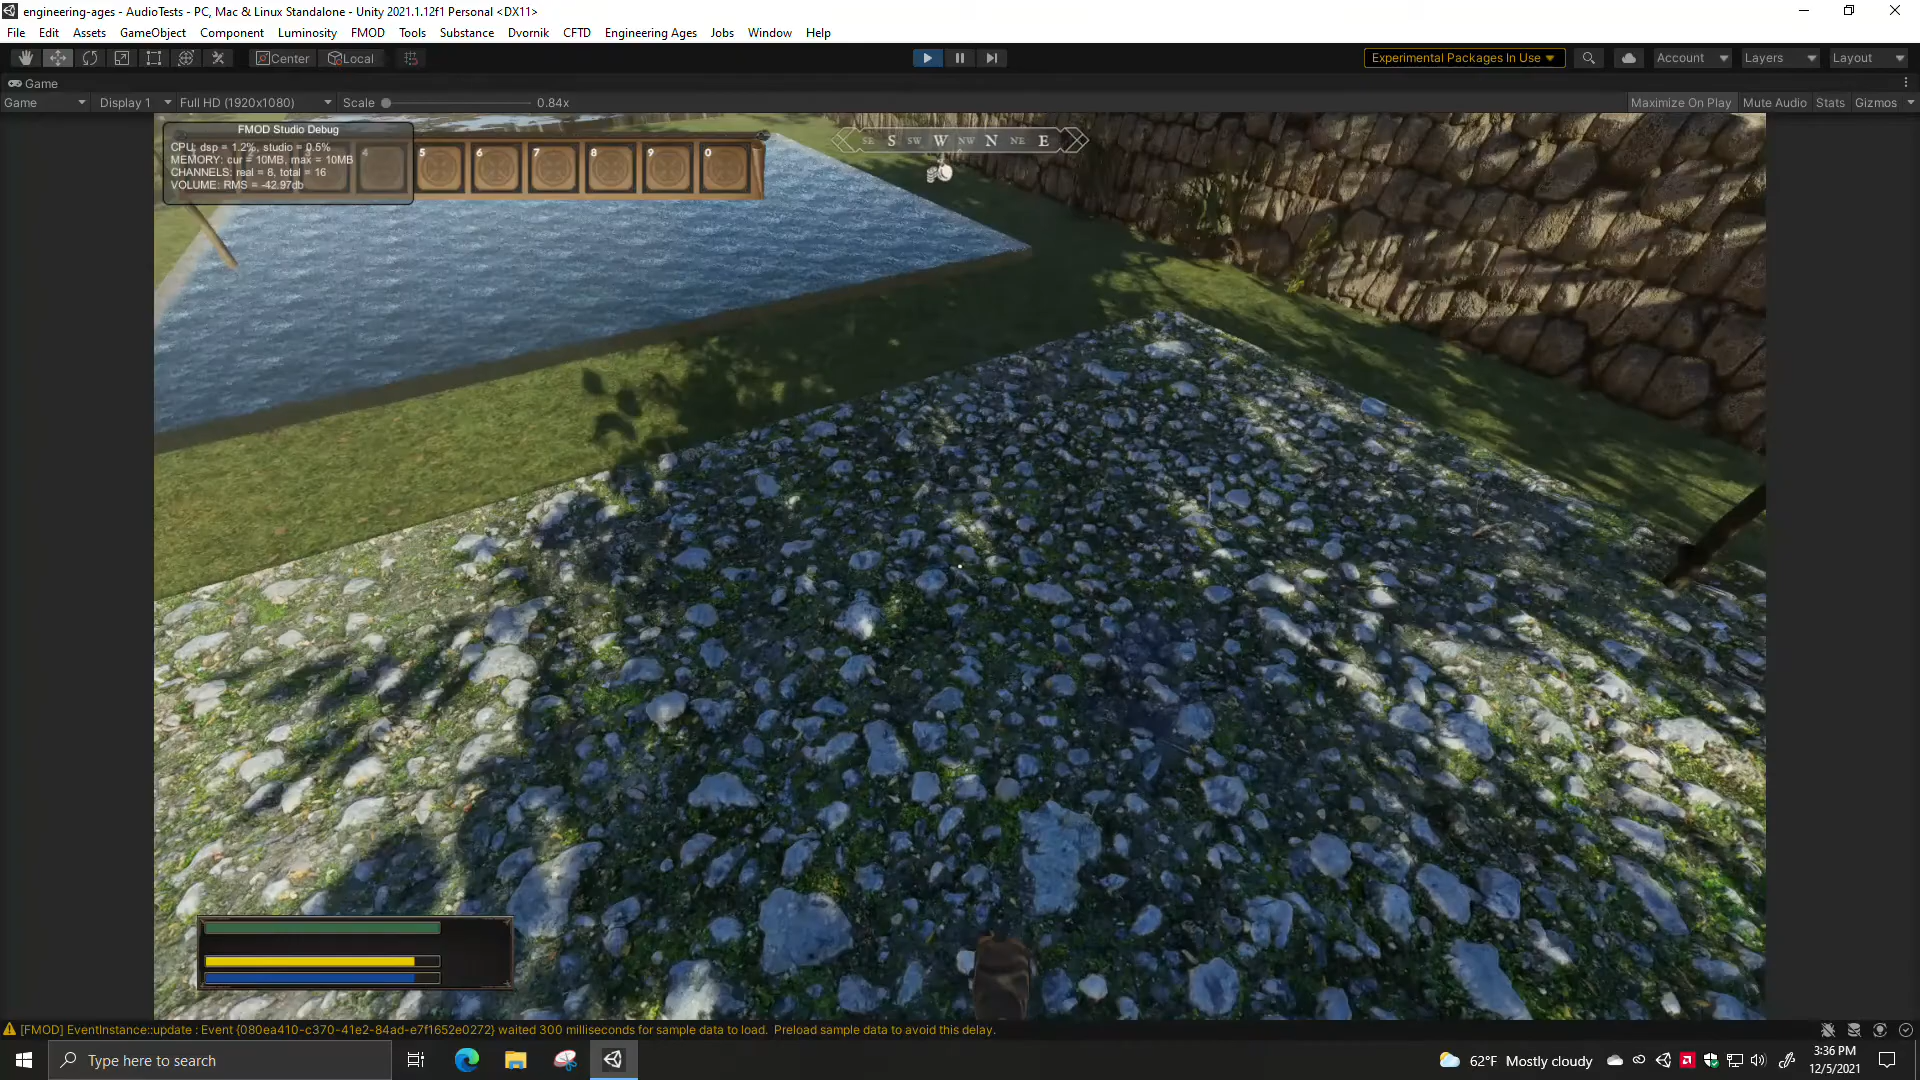 engineering-ages - AudioTests - PC, Mac & Linux Standalone - Unity 2021.1.12f1 Personal <DX11>
File Edit Assets GameObject Component Luminosity FMOD Tools Substance Dvornik CFTD Engineering Ages Jobs Window Help
Center Local Experimental Packages In Use Account Layers Layout
Game
Game Display 1 Full HD (1920x1080) Scale 0.84x Maximize On Play Mute Audio Stats Gizmos
FMOD Studio Debug
CPU: dsp = 1.2%, studio = 0.5%
MEMORY: cur = 10MB, max = 10MB
CHANNELS: real = 8, total = 16
VOLUME: RMS = -42.97db
4 5 6 7 8 9 0
SE S SW W NW N NE E
[FMOD] EventInstance::update : Event {080ea410-c370-41e2-84ad-e7f1652e0272} waited 300 milliseconds for sample data to load. Preload sample data to avoid this delay.
Type here to search
62°F Mostly cloudy
3:36 PM
12/5/2021